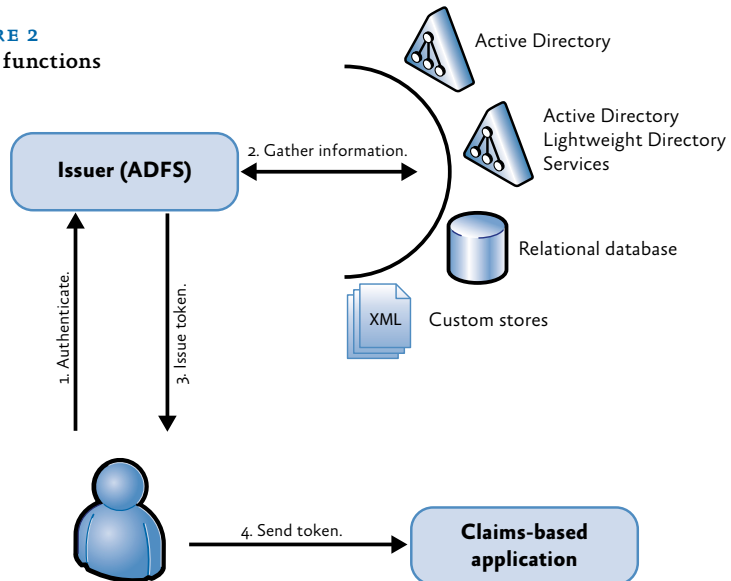 RE 2
functions
Active Directory
Active Directory
Lightweight Directory
Services
Issuer (ADFS)
2. Gather information.
Relational database
XML
Custom stores
1. Authenticate.
3. Issue token.
4. Send token.
Claims-based
application